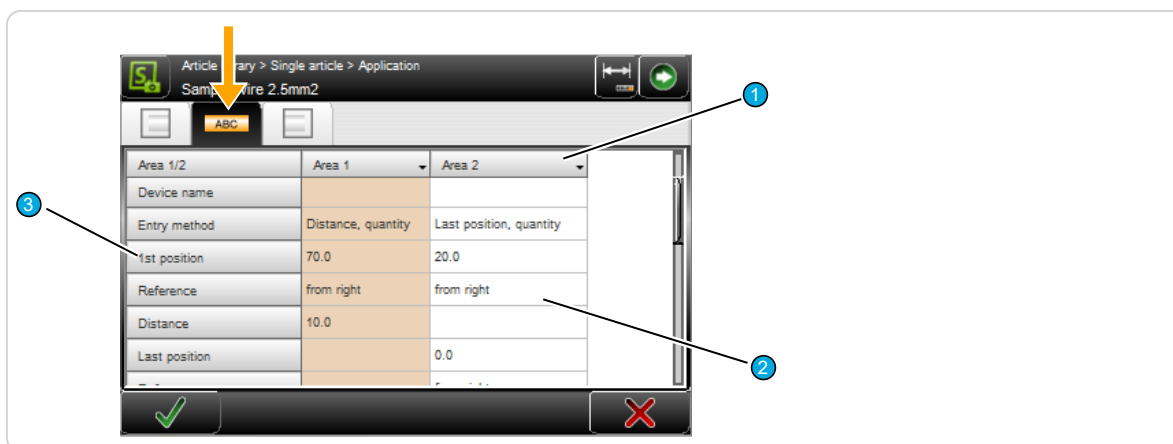 Article rary > Single article > Application
Samp Wire 2.5mm2
ABC
1
Area 1/2 Area 1 Area 2
Device name
3
Entry method Distance, quantity Last position, quantity
1st position 70.0 20.0
Reference from right from right
Distance 10.0
Last position 0.0
2